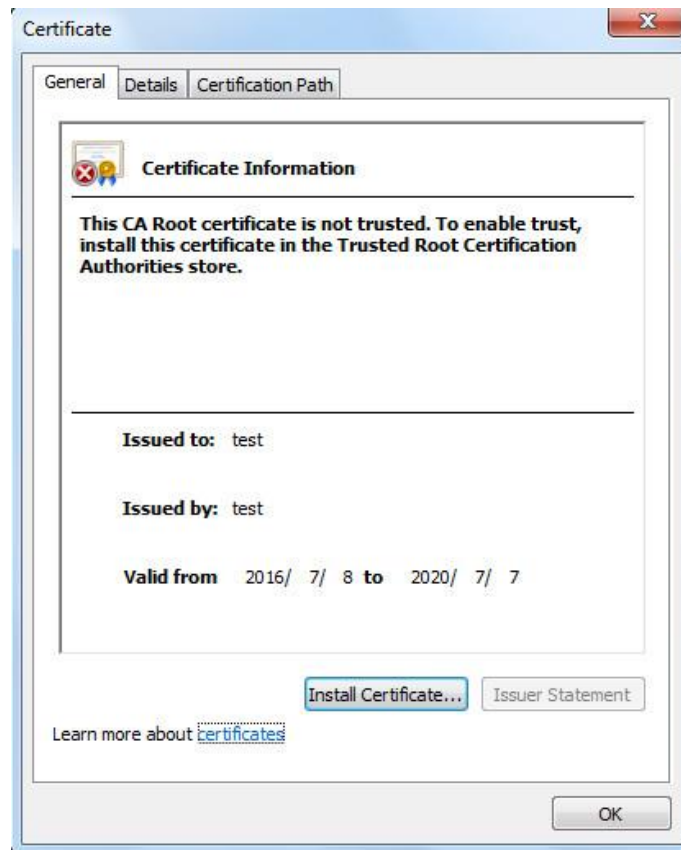 Certificate
General Details Certification Path
Certificate Information
This CA Root certificate is not trusted. To enable trust,
install this certificate in the Trusted Root Certification
Authorities store.
Issued to: test
Issued by: test
Valid from 2016/ 7/ 8 to 2020/ 7/ 7
Install Certificate... Issuer Statement
Learn more about certificates
OK